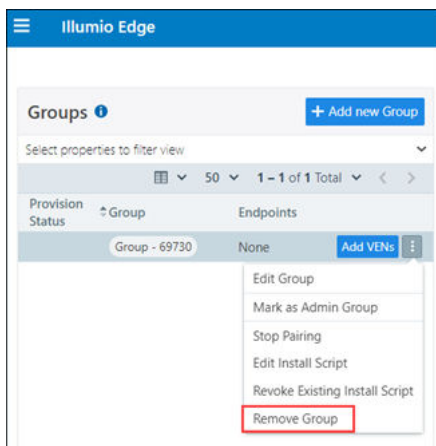 Illumio Edge
Groups
+ Add new Group
Select properties to filter view
50 1 – 1 of 1 Total
Provision Status Group Endpoints
Group - 69730 None Add VENs
Edit Group
Mark as Admin Group
Stop Pairing
Edit Install Script
Revoke Existing Install Script
Remove Group